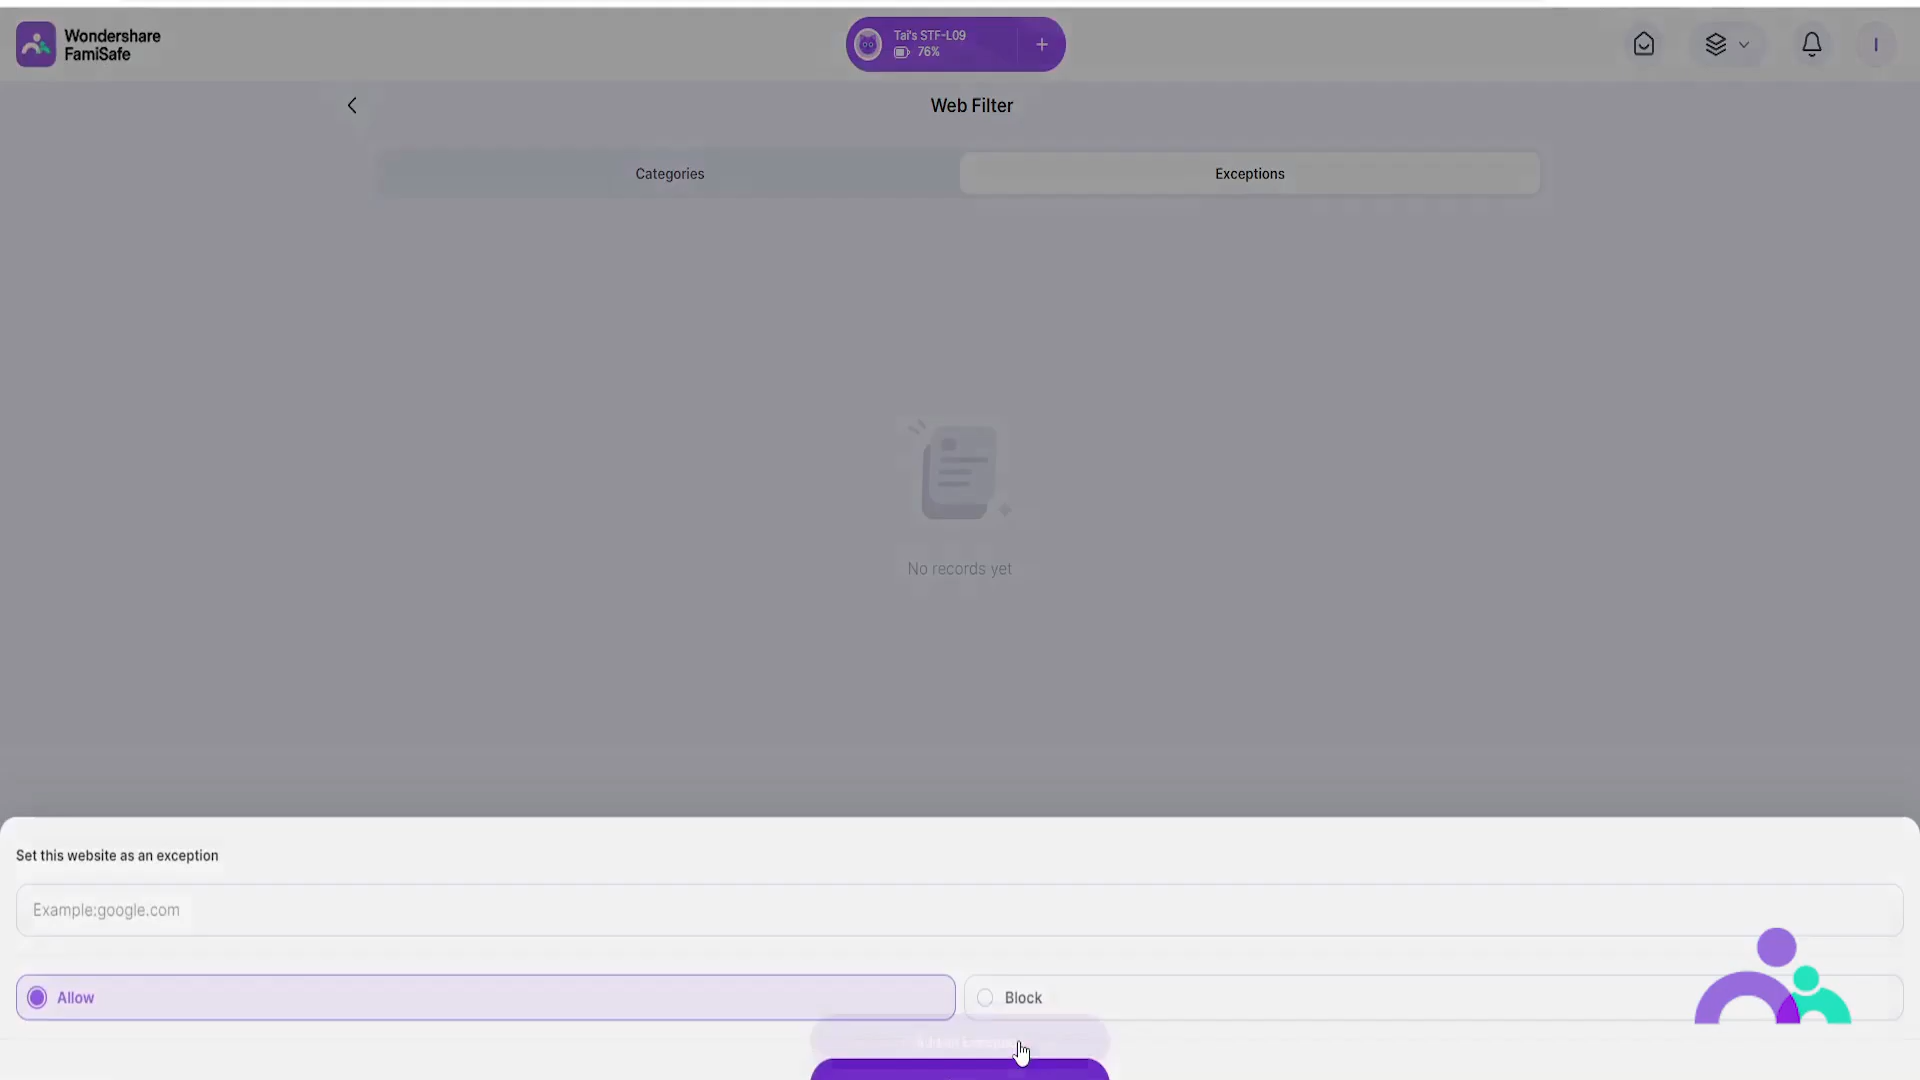 Wondershare
FamiSafe
Tai's STF-L09
76%
I
Web Filter
Categories
Exceptions
No records yet
Set this website as an exception
Example:google.com
Allow
Block